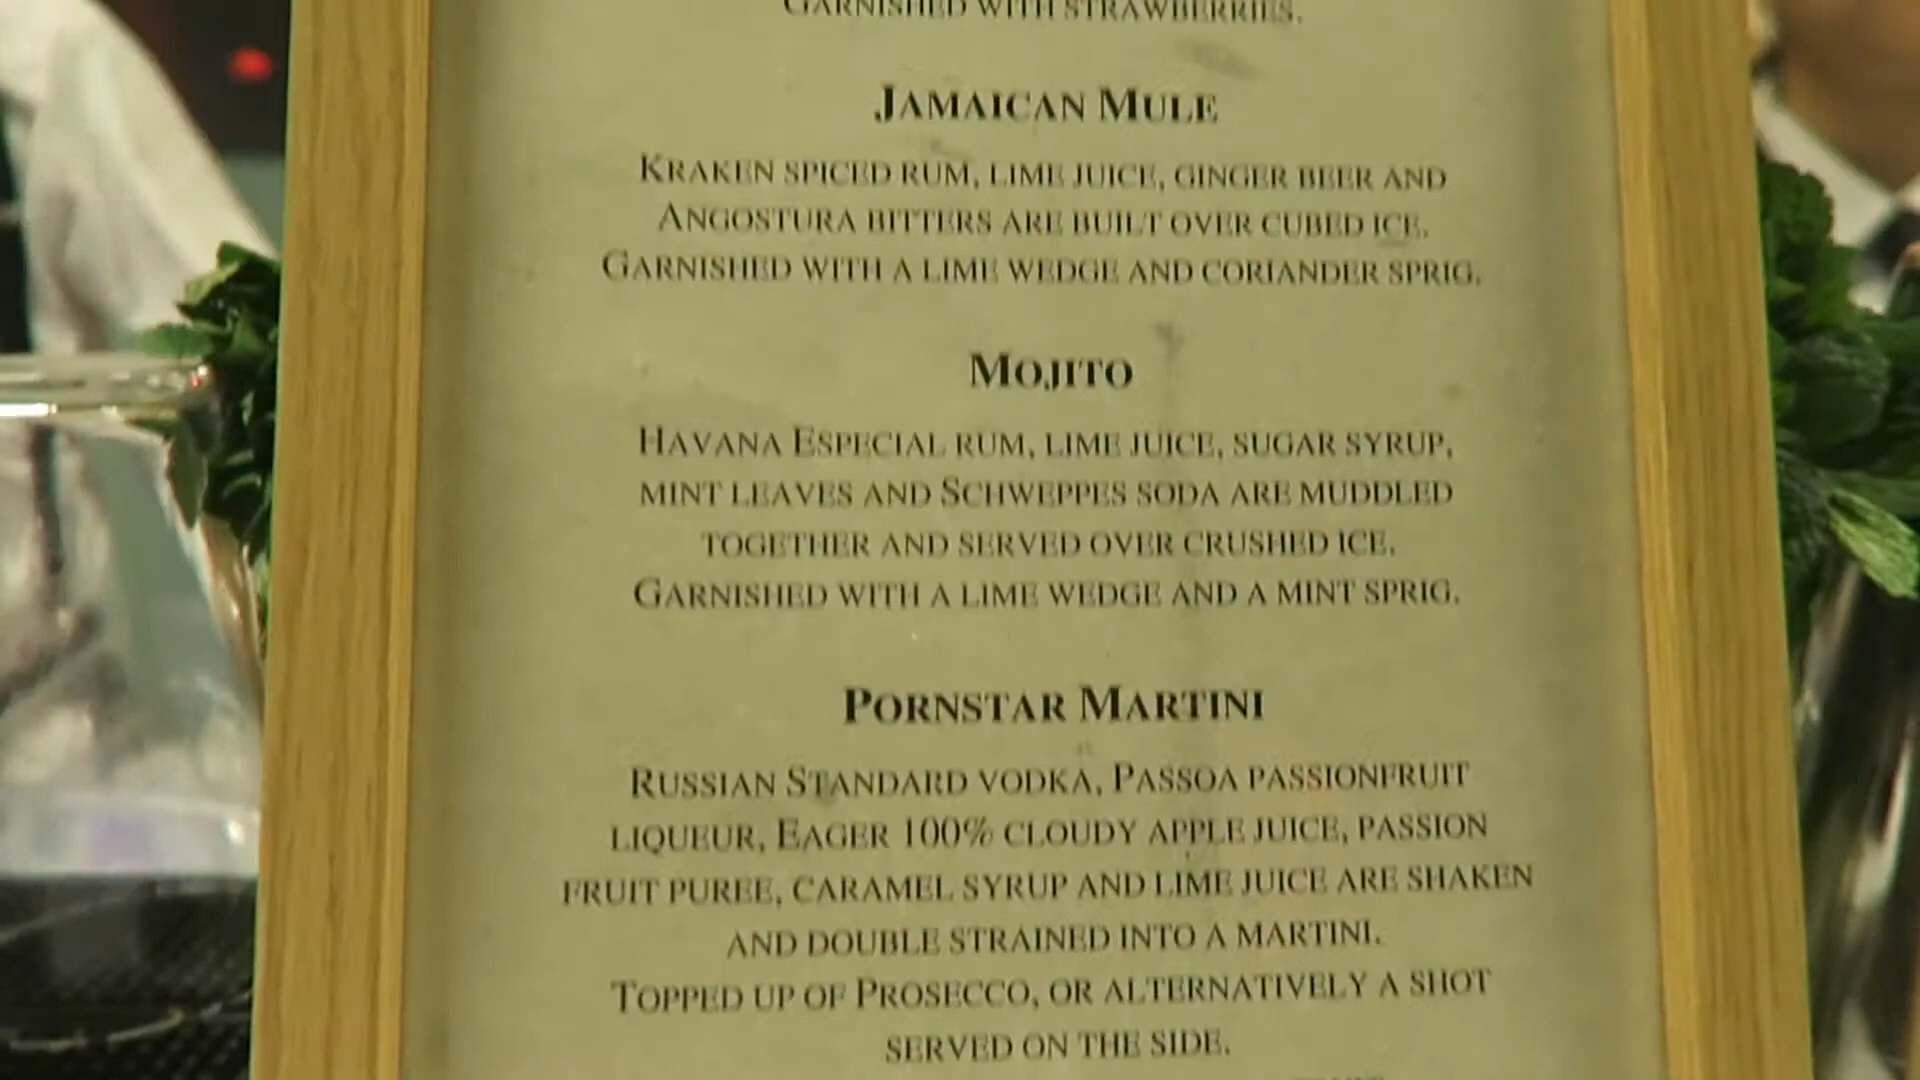 GARNISHED WITH STRAWBERRIES.
JAMAICAN MULE
KRAKEN SPICED RUM, LIME JUICE, GINGER BEER AND
ANGOSTURA BITTERS ARE BUILT OVER CUBED ICE.
GARNISHED WITH A LIME WEDGE AND CORIANDER SPRIG.
MOJITO
HAVANA ESPECIAL RUM, LIME JUICE, SUGAR SYRUP,
MINT LEAVES AND SCHWEPPES SODA ARE MUDDLED
TOGETHER AND SERVED OVER CRUSHED ICE.
GARNISHED WITH A LIME WEDGE AND A MINT SPRIG.
PORNSTAR MARTINI
RUSSIAN STANDARD VODKA, PASSOA PASSIONFRUIT
LIQUEUR, EAGER 100% CLOUDY APPLE JUICE, PASSION
FRUIT PUREE, CARAMEL SYRUP AND LIME JUICE ARE SHAKEN
AND DOUBLE STRAINED INTO A MARTINI.
TOPPED UP OF PROSECCO, OR ALTERNATIVELY A SHOT
SERVED ON THE SIDE.